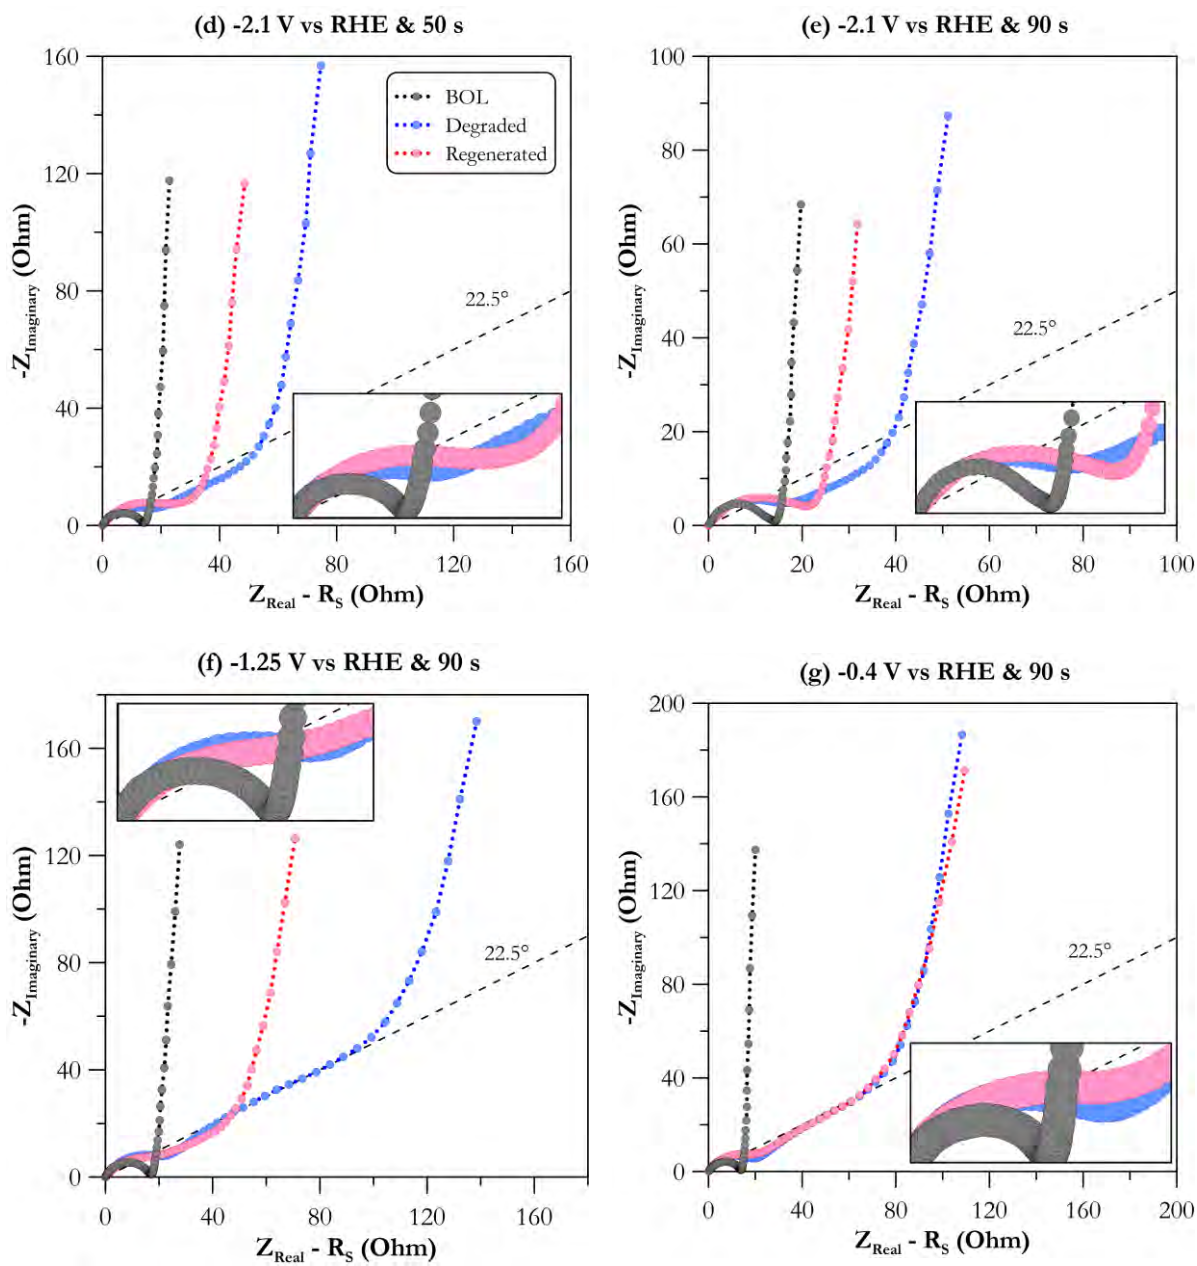 (d) -2.1 V vs RHE & 50 s
160
120
80
40
0
-Z_Imaginary (Ohm)
BOL
Degraded
Regenerated
22.5°
0 40 80 120 160
Z_Real - R_S (Ohm)
(e) -2.1 V vs RHE & 90 s
100
80
60
40
20
0
-Z_Imaginary (Ohm)
22.5°
0 20 40 60 80 100
Z_Real - R_S (Ohm)
(f) -1.25 V vs RHE & 90 s
160
120
80
40
0
-Z_Imaginary (Ohm)
22.5°
0 40 80 120 160
Z_Real - R_S (Ohm)
(g) -0.4 V vs RHE & 90 s
200
160
120
80
40
0
-Z_Imaginary (Ohm)
22.5°
0 40 80 120 160 200
Z_Real - R_S (Ohm)